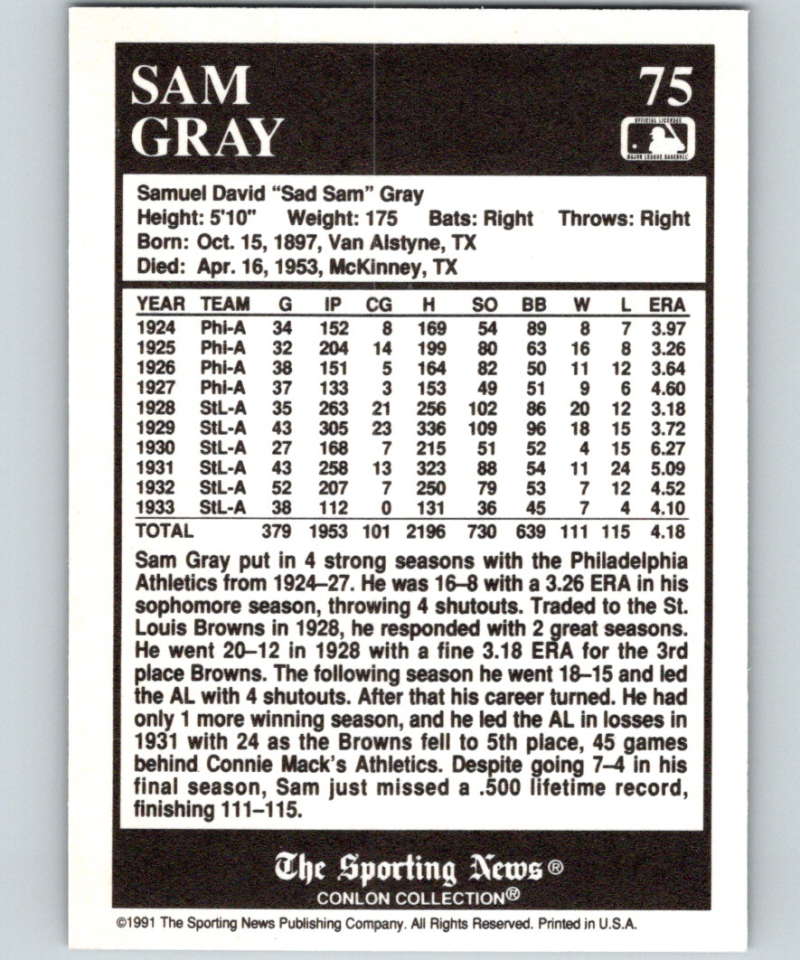 SAM
GRAY
75
OFFICIAL LICENSEE
MAJOR LEAGUE BASEBALL
Samuel David "Sad Sam" Gray
Height: 5'10" Weight: 175 Bats: Right Throws: Right
Born: Oct. 15, 1897, Van Alstyne, TX
Died: Apr. 16, 1953, McKinney, TX
YEAR TEAM G IP CG H SO BB W L ERA
1924 Phi-A 34 152 8 169 54 89 8 7 3.97
1925 Phi-A 32 204 14 199 80 63 16 8 3.26
1926 Phi-A 38 151 5 164 82 50 11 12 3.64
1927 Phi-A 37 133 3 153 49 51 9 6 4.60
1928 StL-A 35 263 21 256 102 86 20 12 3.18
1929 StL-A 43 305 23 336 109 96 18 15 3.72
1930 StL-A 27 168 7 215 51 52 4 15 6.27
1931 StL-A 43 258 13 323 88 54 11 24 5.09
1932 StL-A 52 207 7 250 79 53 7 12 4.52
1933 StL-A 38 112 0 131 36 45 7 4 4.10
TOTAL 379 1953 101 2196 730 639 111 115 4.18
Sam Gray put in 4 strong seasons with the Philadelphia
Athletics from 1924–27. He was 16–8 with a 3.26 ERA in his
sophomore season, throwing 4 shutouts. Traded to the St.
Louis Browns in 1928, he responded with 2 great seasons.
He went 20–12 in 1928 with a fine 3.18 ERA for the 3rd
place Browns. The following season he went 18–15 and led
the AL with 4 shutouts. After that his career turned. He had
only 1 more winning season, and he led the AL in losses in
1931 with 24 as the Browns fell to 5th place, 45 games
behind Connie Mack's Athletics. Despite going 7–4 in his
final season, Sam just missed a .500 lifetime record,
finishing 111–115.
The Sporting News®
CONLON COLLECTION®
©1991 The Sporting News Publishing Company. All Rights Reserved. Printed in U.S.A.